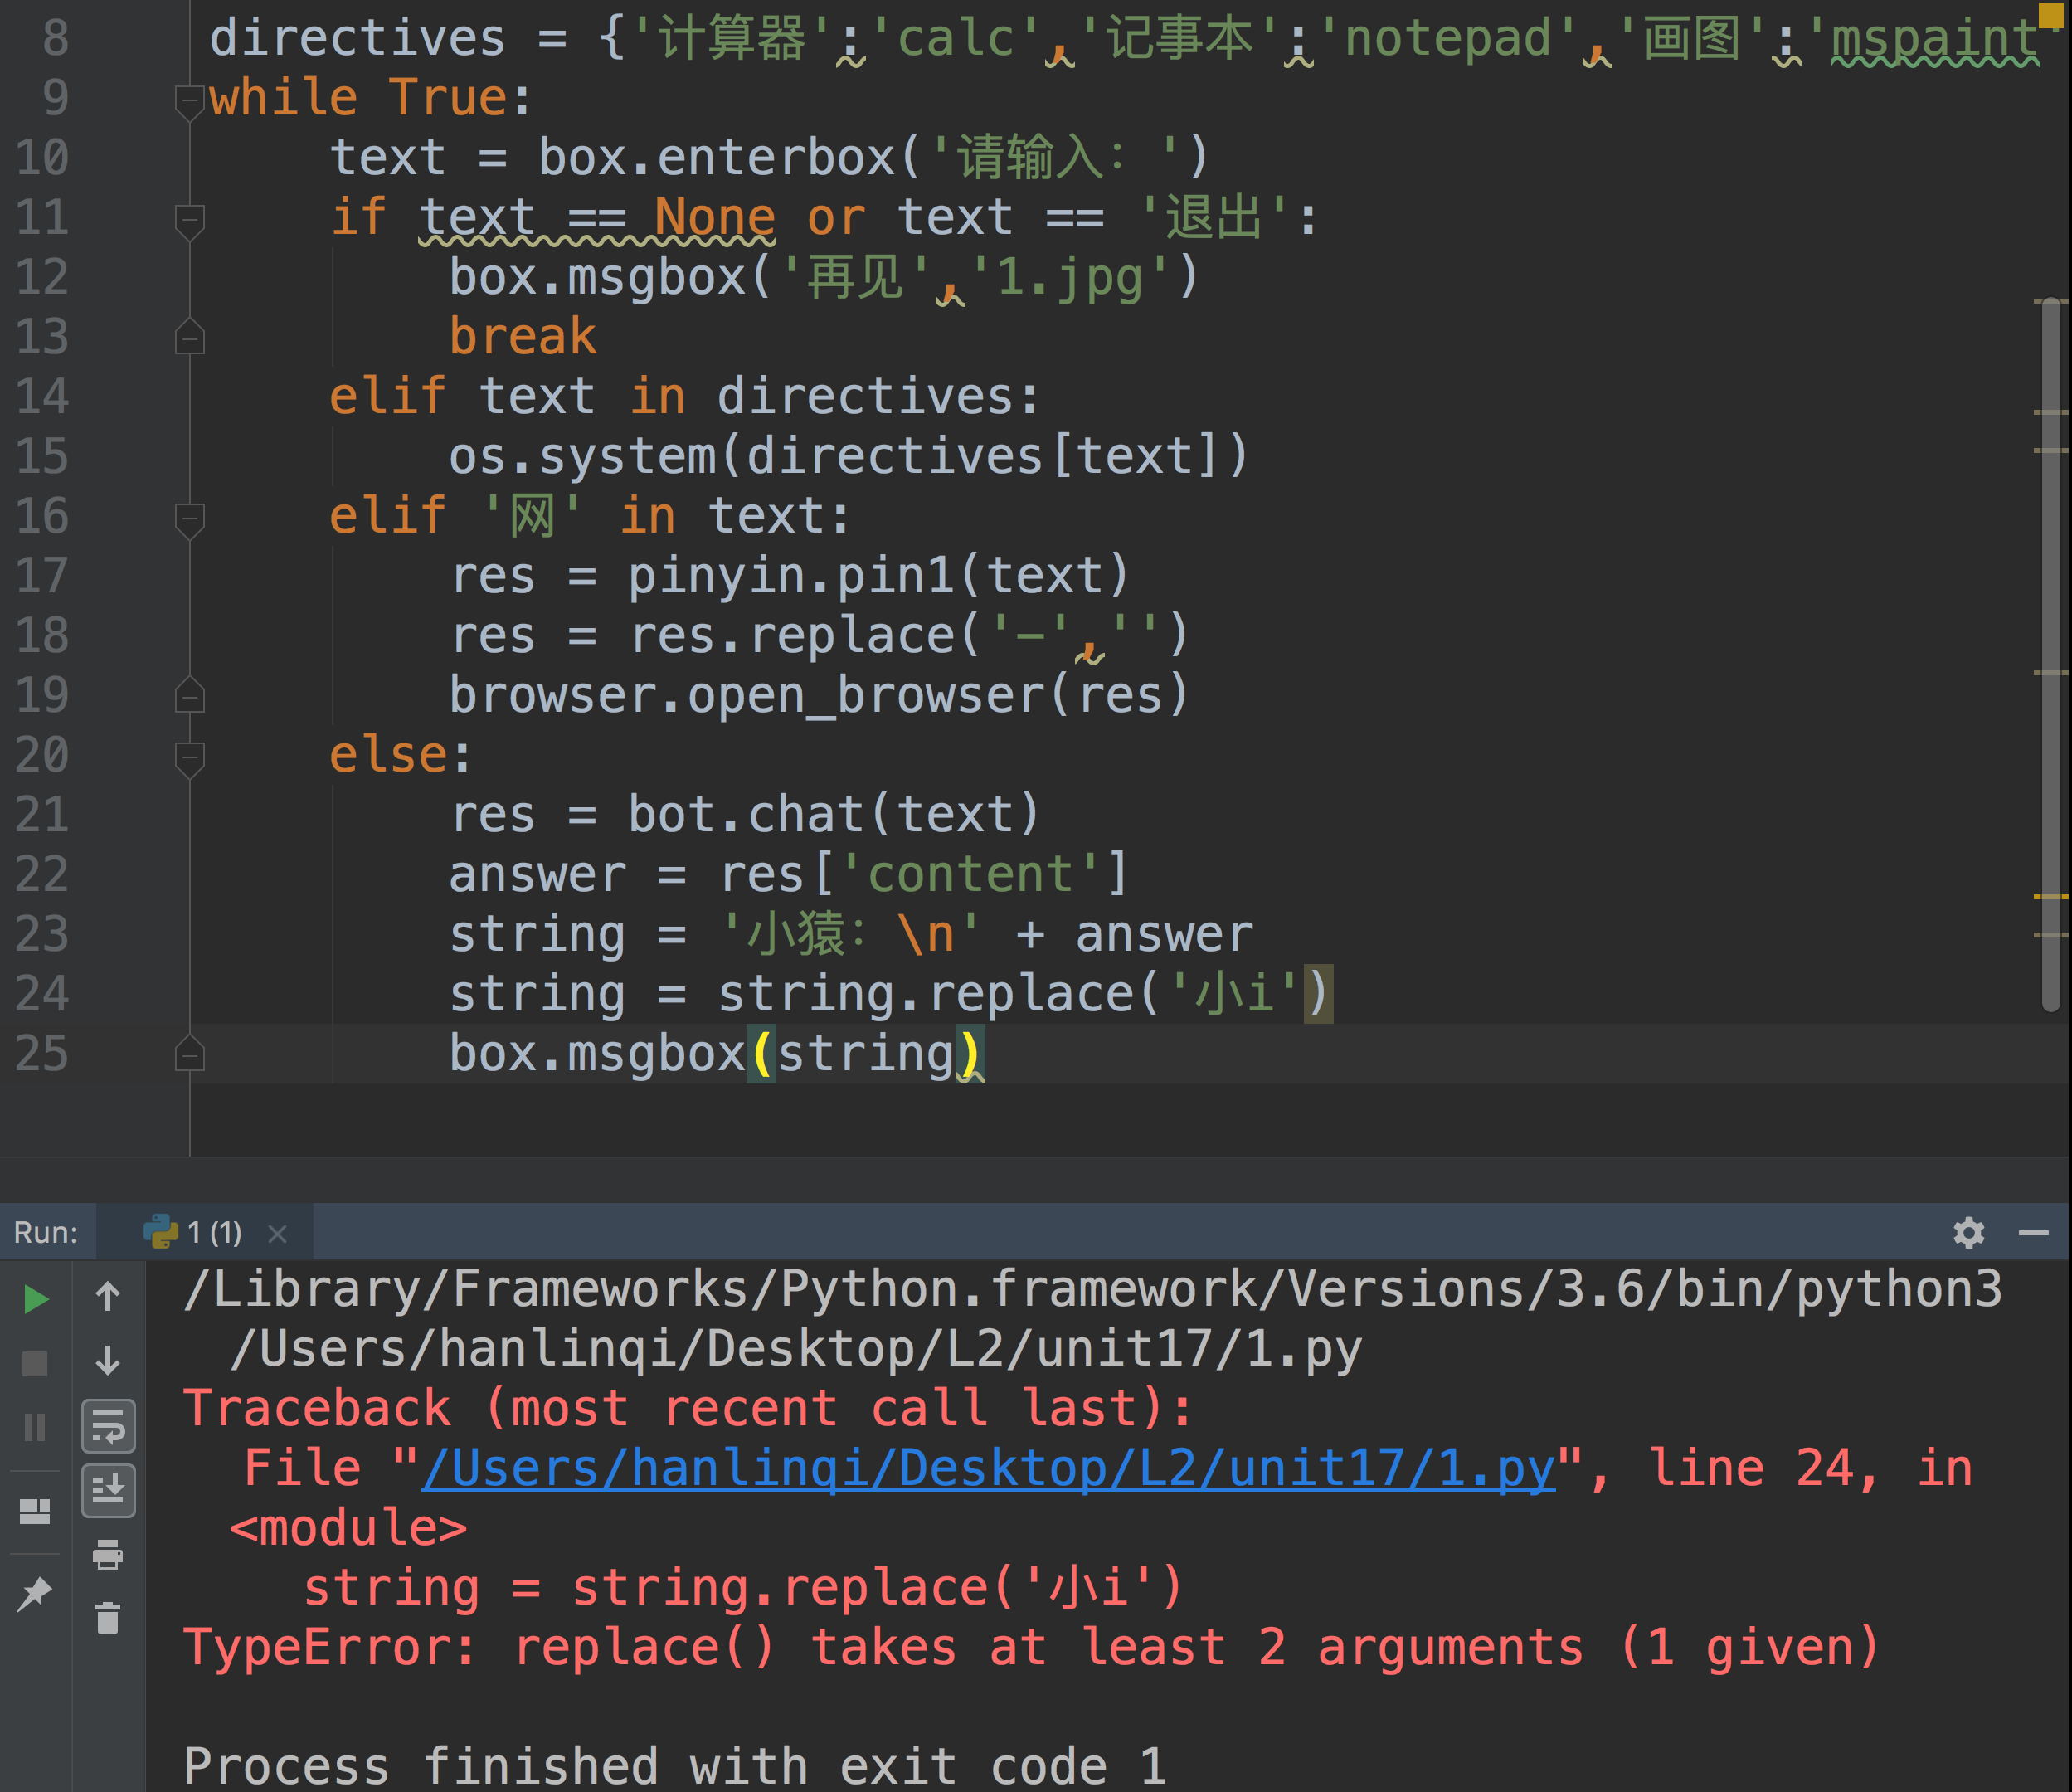 8 directives = {'计算器':'calc','记事本':'notepad','画图':'mspaint'
9 while True:
10 text = box.enterbox('请输入：')
11 if text == None or text == '退出':
12 box.msgbox('再见','1.jpg')
13 break
14 elif text in directives:
15 os.system(directives[text])
16 elif '网' in text:
17 res = pinyin.pin1(text)
18 res = res.replace('-','')
19 browser.open_browser(res)
20 else:
21 res = bot.chat(text)
22 answer = res['content']
23 string = '小猿：\n' + answer
24 string = string.replace('小i')
25 box.msgbox(string)
Run: 1 (1)
/Library/Frameworks/Python.framework/Versions/3.6/bin/python3
/Users/hanlinqi/Desktop/L2/unit17/1.py
Traceback (most recent call last):
File "/Users/hanlinqi/Desktop/L2/unit17/1.py", line 24, in
<module>
string = string.replace('小i')
TypeError: replace() takes at least 2 arguments (1 given)
Process finished with exit code 1